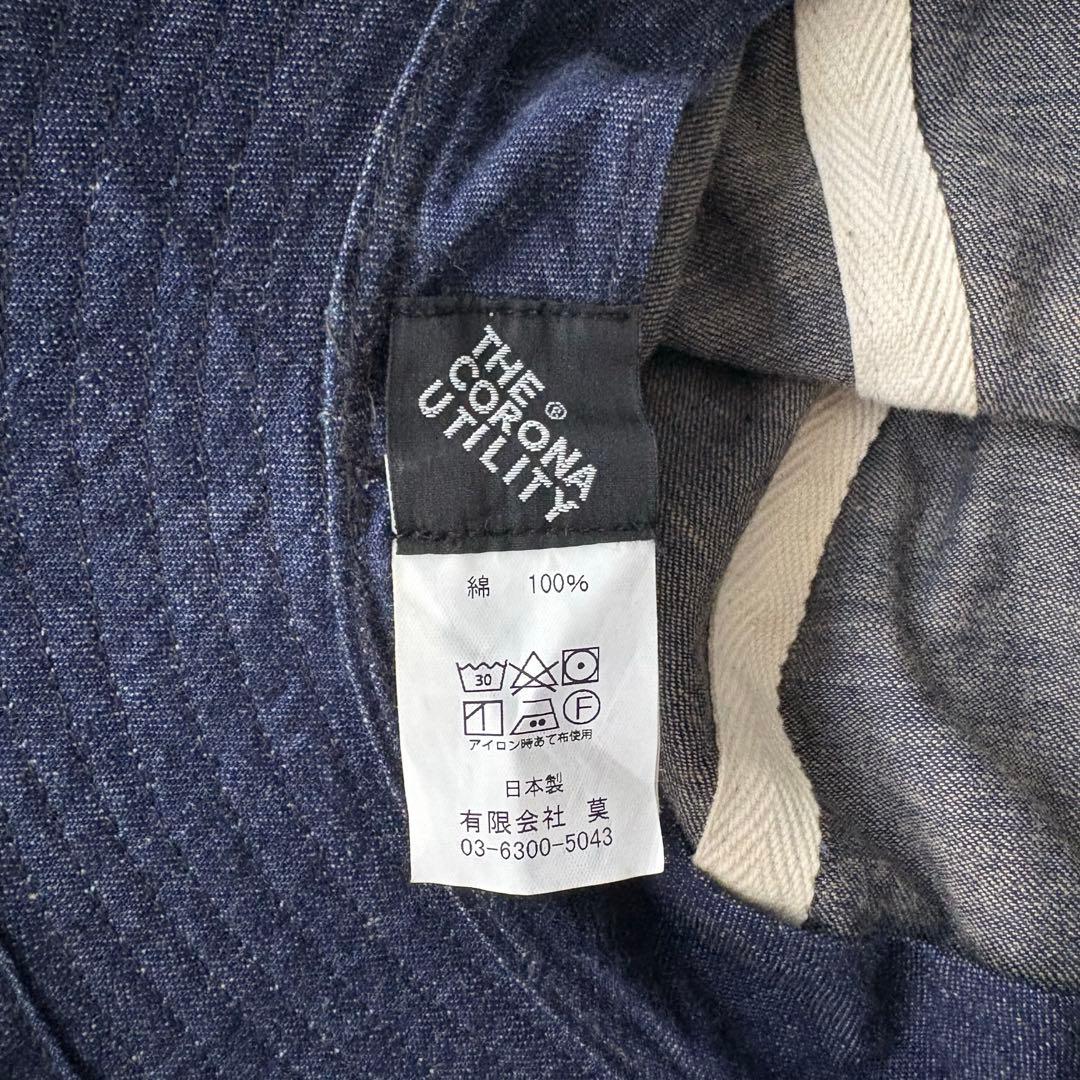 THE
CORONA®
UTILITY
綿 100%
30
F
アイロン時あて布使用
日本製
有限会社 莫
03-6300-5043